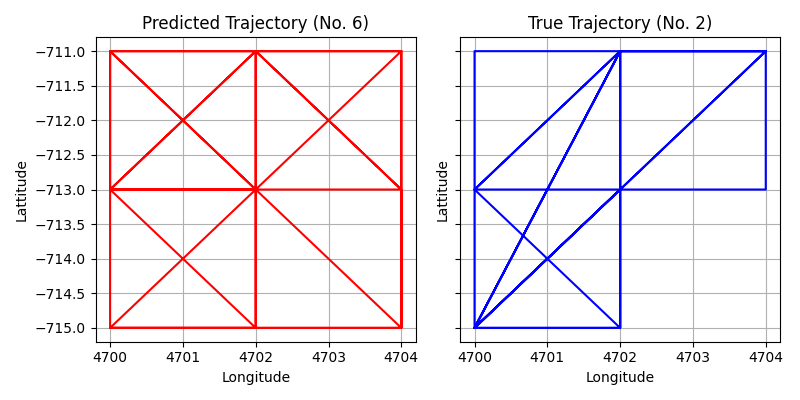 Predicted Trajectory (No. 6)
True Trajectory (No. 2)
−711.0
−711.5
−712.0
−712.5
−713.0
−713.5
−714.0
−714.5
−715.0
Lattitude
Lattitude
4700 4701 4702 4703 4704
4700 4701 4702 4703 4704
Longitude
Longitude